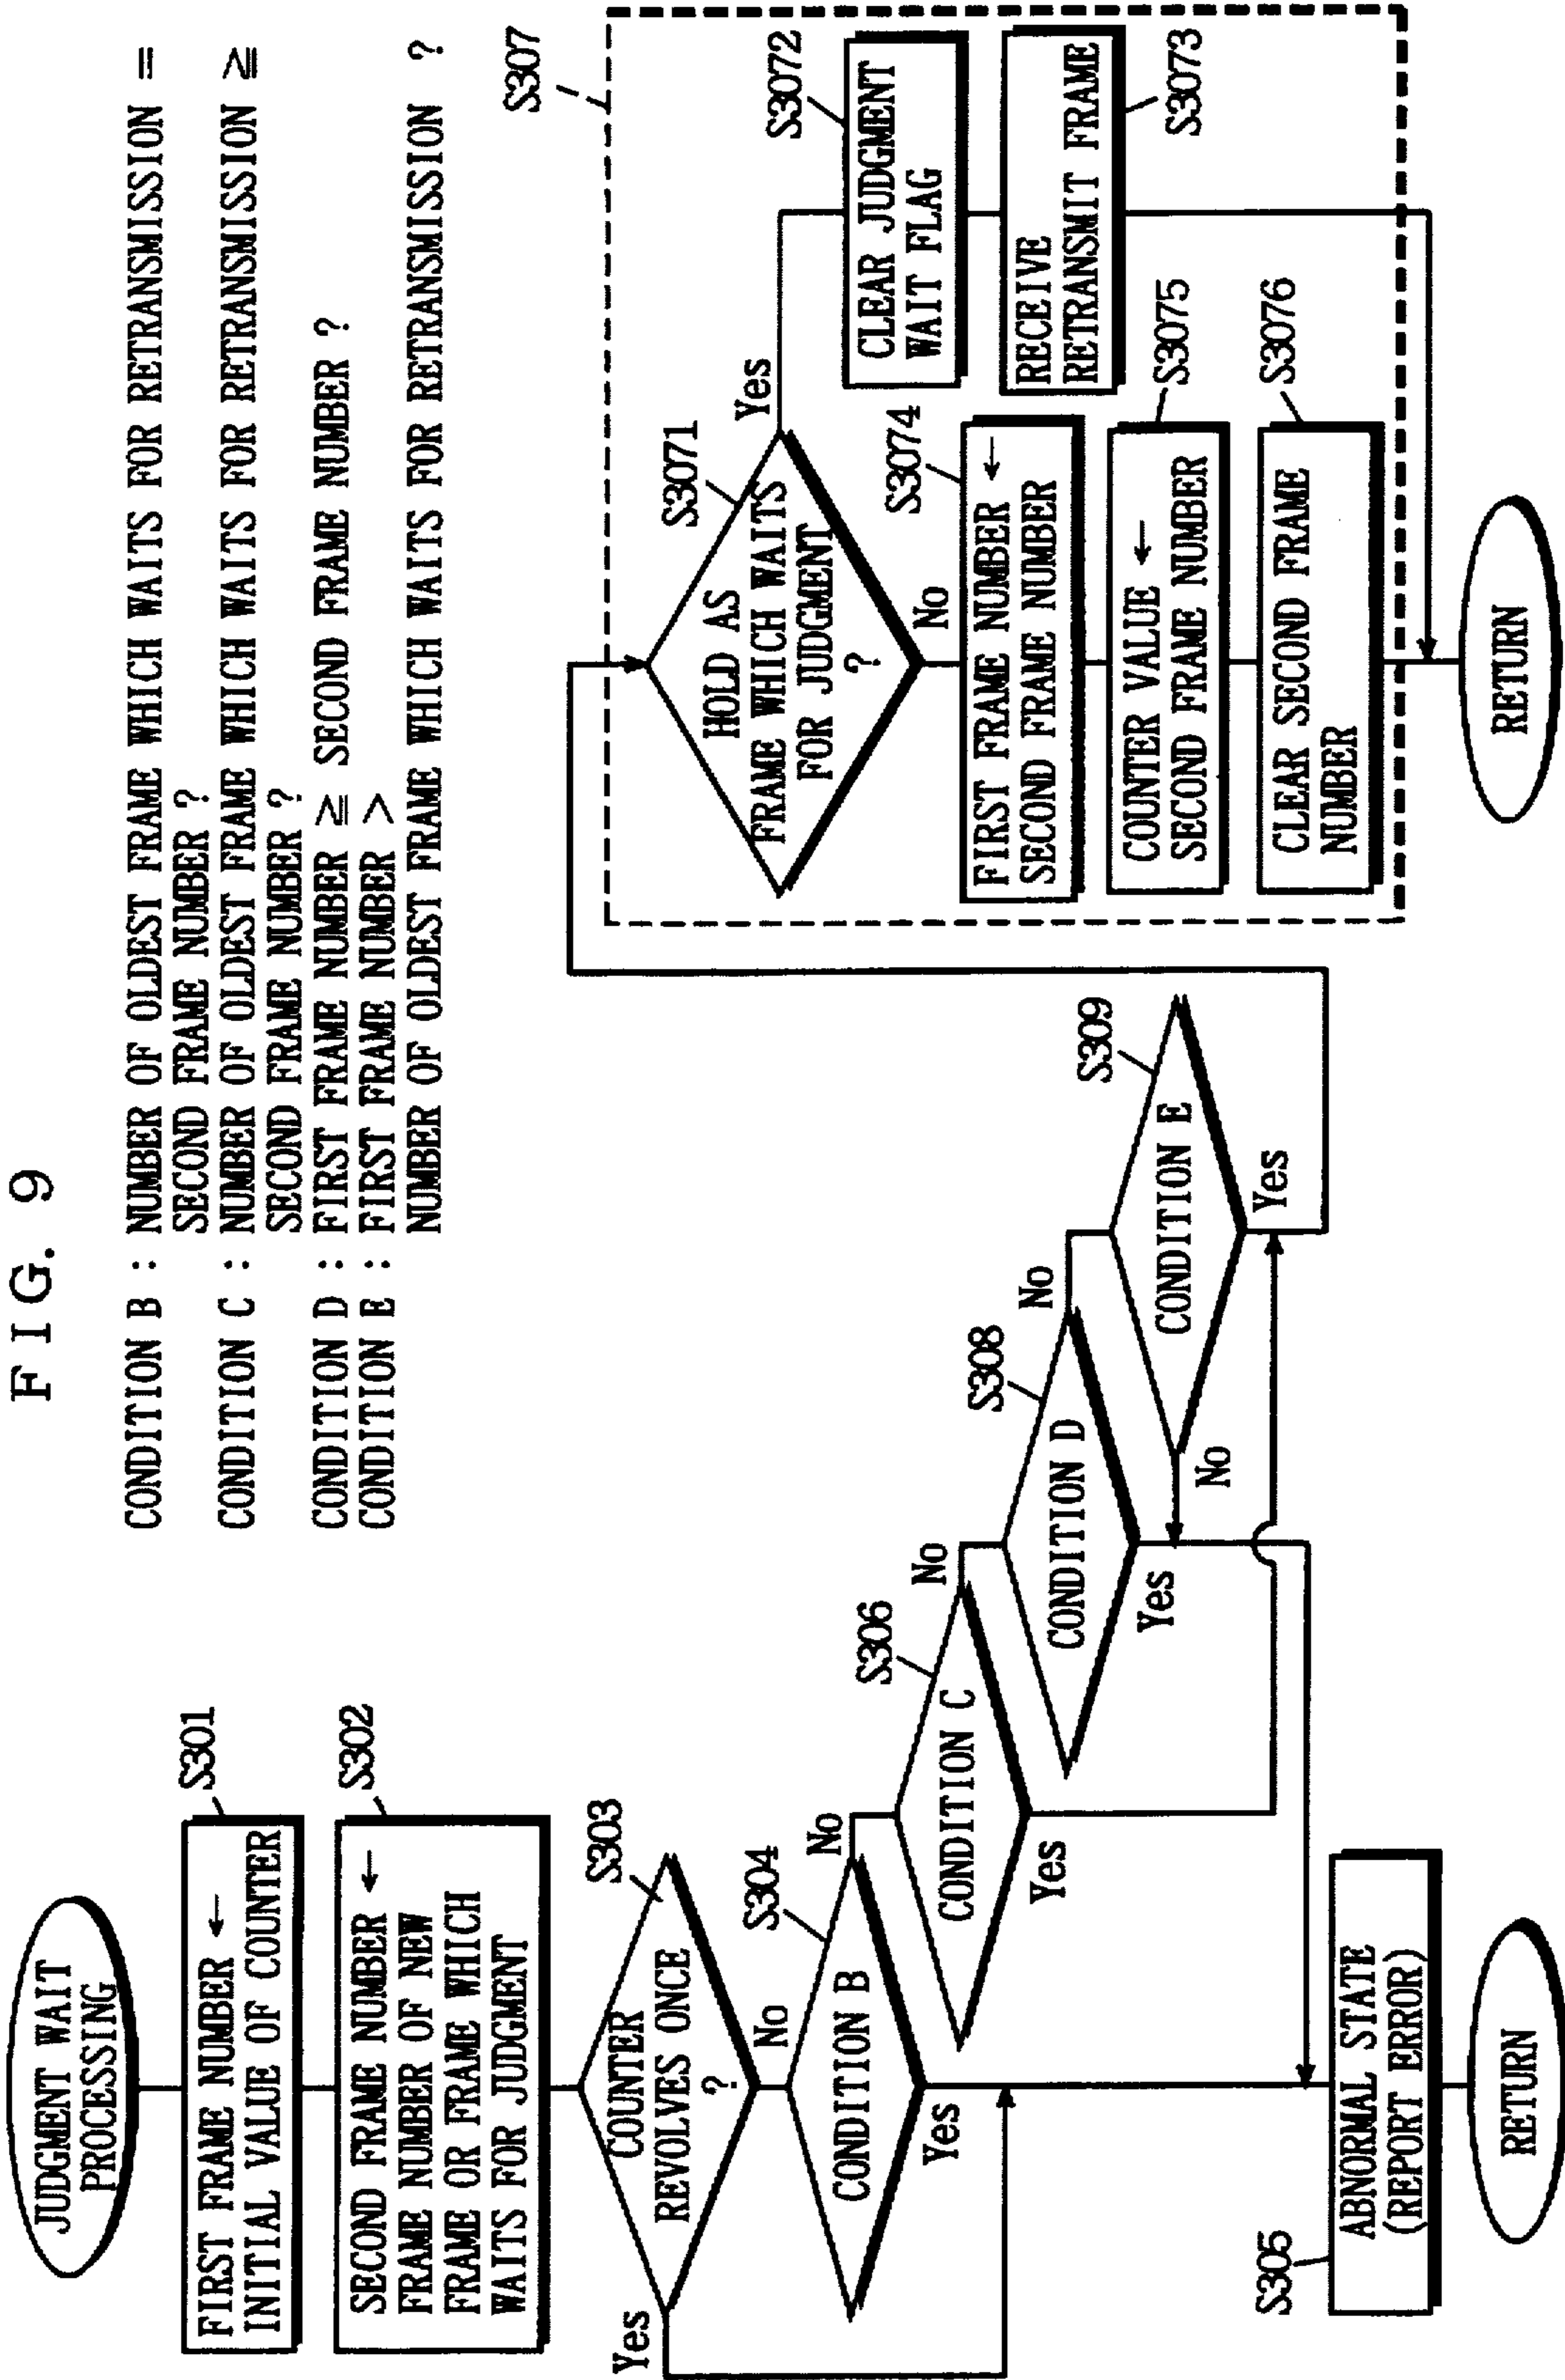 FIG. 9
CONDITION B : NUMBER OF OLDEST FRAME WHICH WAITS FOR RETRANSMISSION =
SECOND FRAME NUMBER ?
CONDITION C : NUMBER OF OLDEST FRAME WHICH WAITS FOR RETRANSMISSION ≧
SECOND FRAME NUMBER ?
CONDITION D : FIRST FRAME NUMBER ≧ SECOND FRAME NUMBER ?
CONDITION E : FIRST FRAME NUMBER >
NUMBER OF OLDEST FRAME WHICH WAITS FOR RETRANSMISSION ?
JUDGMENT WAIT
PROCESSING
S301
FIRST FRAME NUMBER ←
INITIAL VALUE OF COUNTER
S302
SECOND FRAME NUMBER ←
FRAME NUMBER OF NEW
FRAME OR FRAME WHICH
WAITS FOR JUDGMENT
S303
COUNTER
REVOLVES ONCE
?
Yes
No
S304
CONDITION B
Yes
No
S306
CONDITION C
Yes
No
S308
CONDITION D
Yes
No
S309
CONDITION E
No
Yes
S305
ABNORMAL STATE
(REPORT ERROR)
RETURN
S307
S3071
HOLD AS
FRAME WHICH WAITS
FOR JUDGMENT
?
Yes
No
S3072
CLEAR JUDGMENT
WAIT FLAG
RECEIVE
RETRANSMIT FRAME
S3073
S3074
FIRST FRAME NUMBER ←
SECOND FRAME NUMBER
S3075
COUNTER VALUE ←
SECOND FRAME NUMBER
S3076
CLEAR SECOND FRAME
NUMBER
RETURN